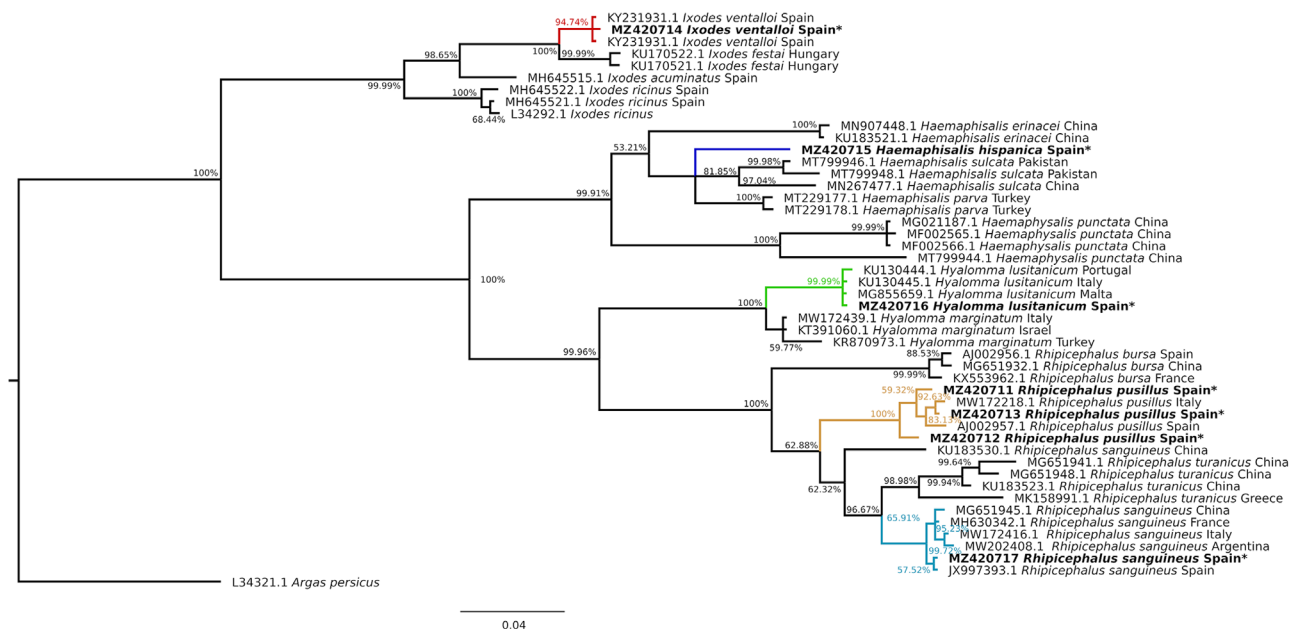 KY231931.1 Ixodes ventalloi Spain
94.74%
MZ420714 Ixodes ventalloi Spain*
KY231931.1 Ixodes ventalloi Spain
100%
99.99%
KU170522.1 Ixodes festai Hungary
98.65%
KU170521.1 Ixodes festai Hungary
MH645515.1 Ixodes acuminatus Spain
99.99%
100%
MH645522.1 Ixodes ricinus Spain
MH645521.1 Ixodes ricinus Spain
L34292.1 Ixodes ricinus
68.44%
100%
MN907448.1 Haemaphisalis erinacei China
KU183521.1 Haemaphisalis erinacei China
53.21%
MZ420715 Haemaphisalis hispanica Spain*
99.98%
MT799946.1 Haemaphisalis sulcata Pakistan
100%
81.85%
MT799948.1 Haemaphisalis sulcata Pakistan
97.04%
MN267477.1 Haemaphisalis sulcata China
99.91%
100%
MT229177.1 Haemaphisalis parva Turkey
MT229178.1 Haemaphisalis parva Turkey
MG021187.1 Haemaphysalis punctata China
99.99%
MF002565.1 Haemaphysalis punctata China
100%
MF002566.1 Haemaphysalis punctata China
MT799944.1 Haemaphysalis punctata China
KU130444.1 Hyalomma lusitanicum Portugal
100%
99.99%
KU130445.1 Hyalomma lusitanicum Italy
MG855659.1 Hyalomma lusitanicum Malta
100%
MZ420716 Hyalomma lusitanicum Spain*
MW172439.1 Hyalomma marginatum Italy
KT391060.1 Hyalomma marginatum Israel
KR870973.1 Hyalomma marginatum Turkey
59.77%
99.96%
88.53%
AJ002956.1 Rhipicephalus bursa Spain
MG651932.1 Rhipicephalus bursa China
99.99%
KX553962.1 Rhipicephalus bursa France
59.32%
MZ420711 Rhipicephalus pusillus Spain*
92.63%
MW172218.1 Rhipicephalus pusillus Italy
100%
100%
MZ420713 Rhipicephalus pusillus Spain*
83.13%
AJ002957.1 Rhipicephalus pusillus Spain
MZ420712 Rhipicephalus pusillus Spain*
62.88%
KU183530.1 Rhipicephalus sanguineus China
99.64%
MG651941.1 Rhipicephalus turanicus China
MG651948.1 Rhipicephalus turanicus China
98.98%
99.94%
KU183523.1 Rhipicephalus turanicus China
62.32%
MK158991.1 Rhipicephalus turanicus Greece
96.67%
MG651945.1 Rhipicephalus sanguineus China
65.91%
MH630342.1 Rhipicephalus sanguineus France
95.23%
MW172416.1 Rhipicephalus sanguineus Italy
MW202408.1 Rhipicephalus sanguineus Argentina
99.72%
MZ420717 Rhipicephalus sanguineus Spain*
57.52%
JX997393.1 Rhipicephalus sanguineus Spain
L34321.1 Argas persicus
0.04